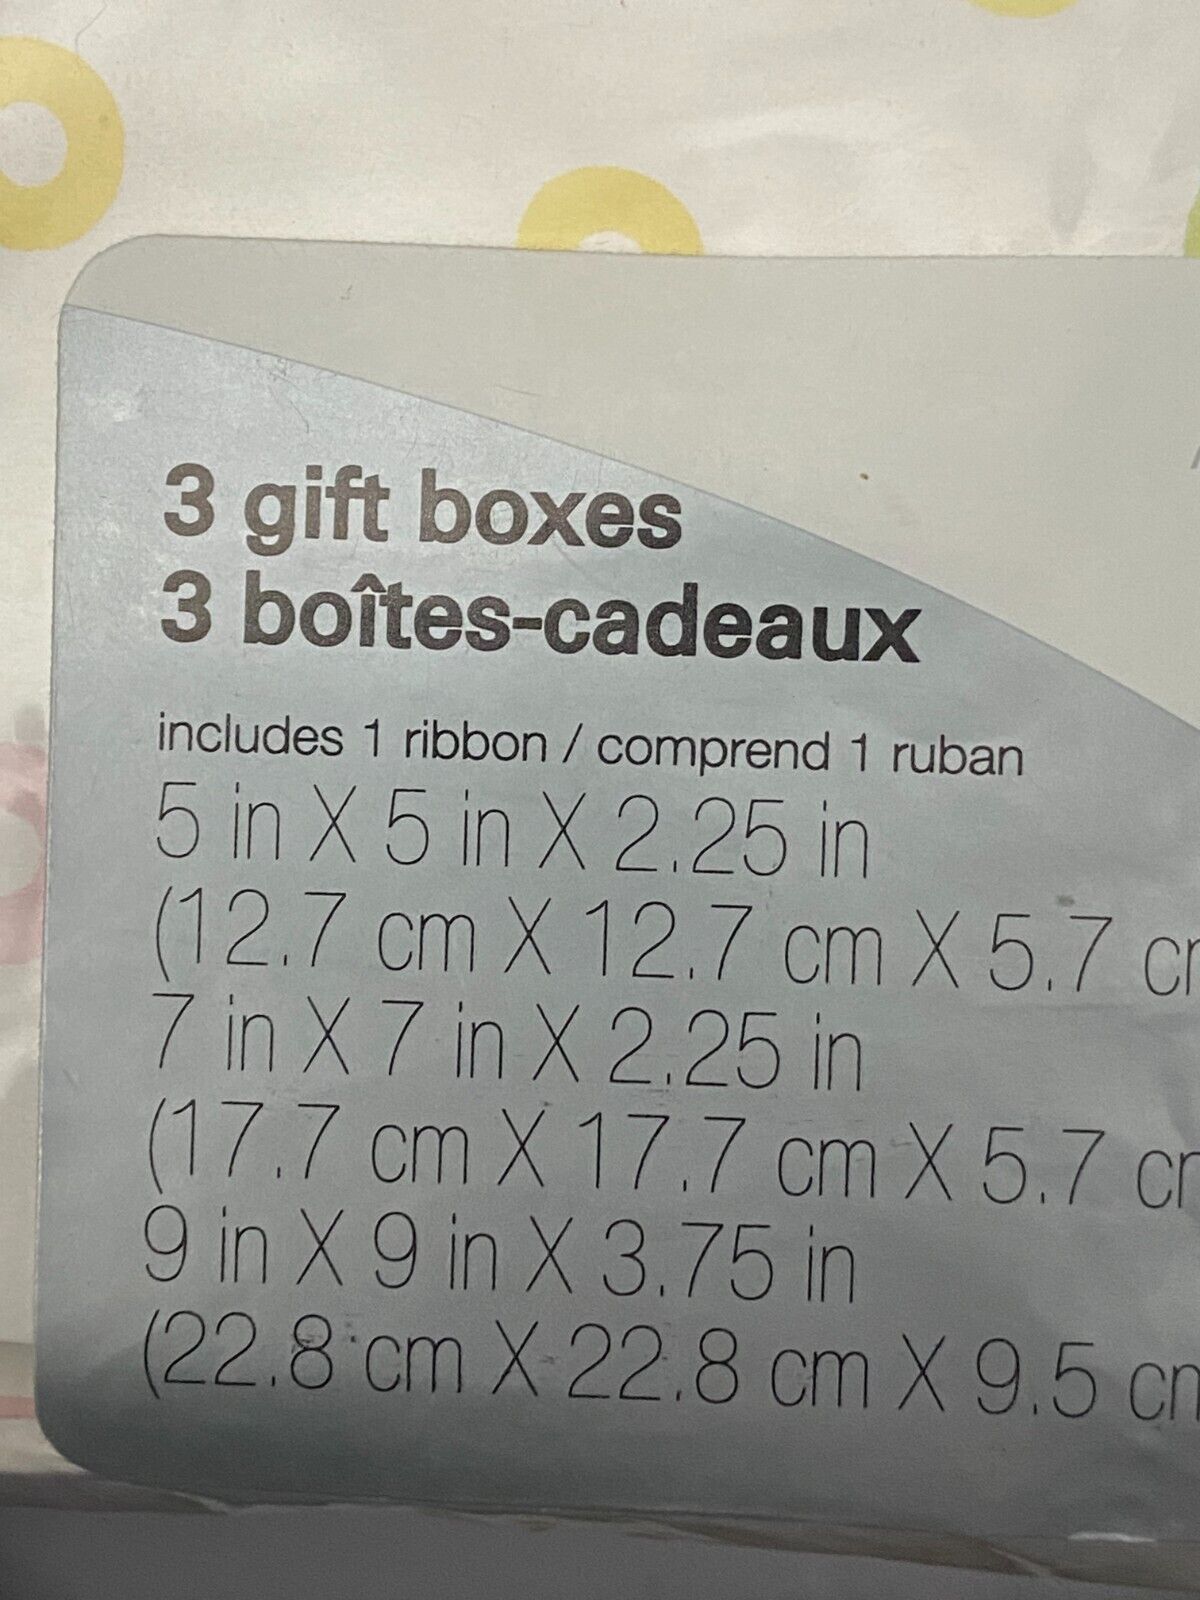 3 gift boxes
3 boîtes-cadeaux
includes 1 ribbon / comprend 1 ruban
5 in X 5 in X 2.25 in
(12.7 cm X 12.7 cm X 5.7 c
7 in X 7 in X 2.25 in
(17.7 cm X 17.7 cm X 5.7 c
9 in X 9 in X 3.75 in
(22.8 cm X 22.8 cm X 9.5 c